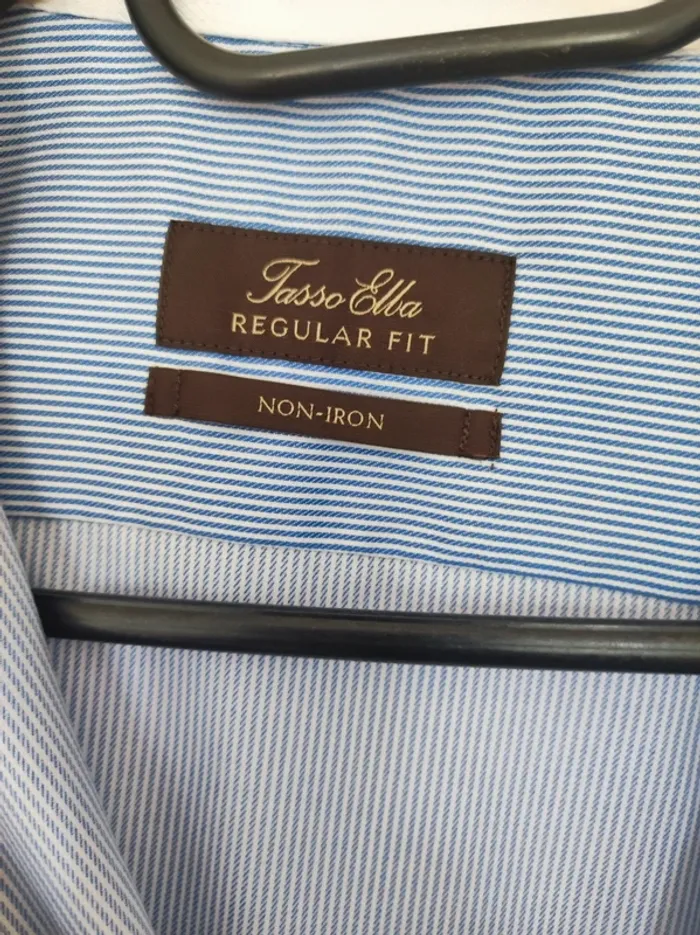 Tasso Elba
REGULAR FIT
NON-IRON